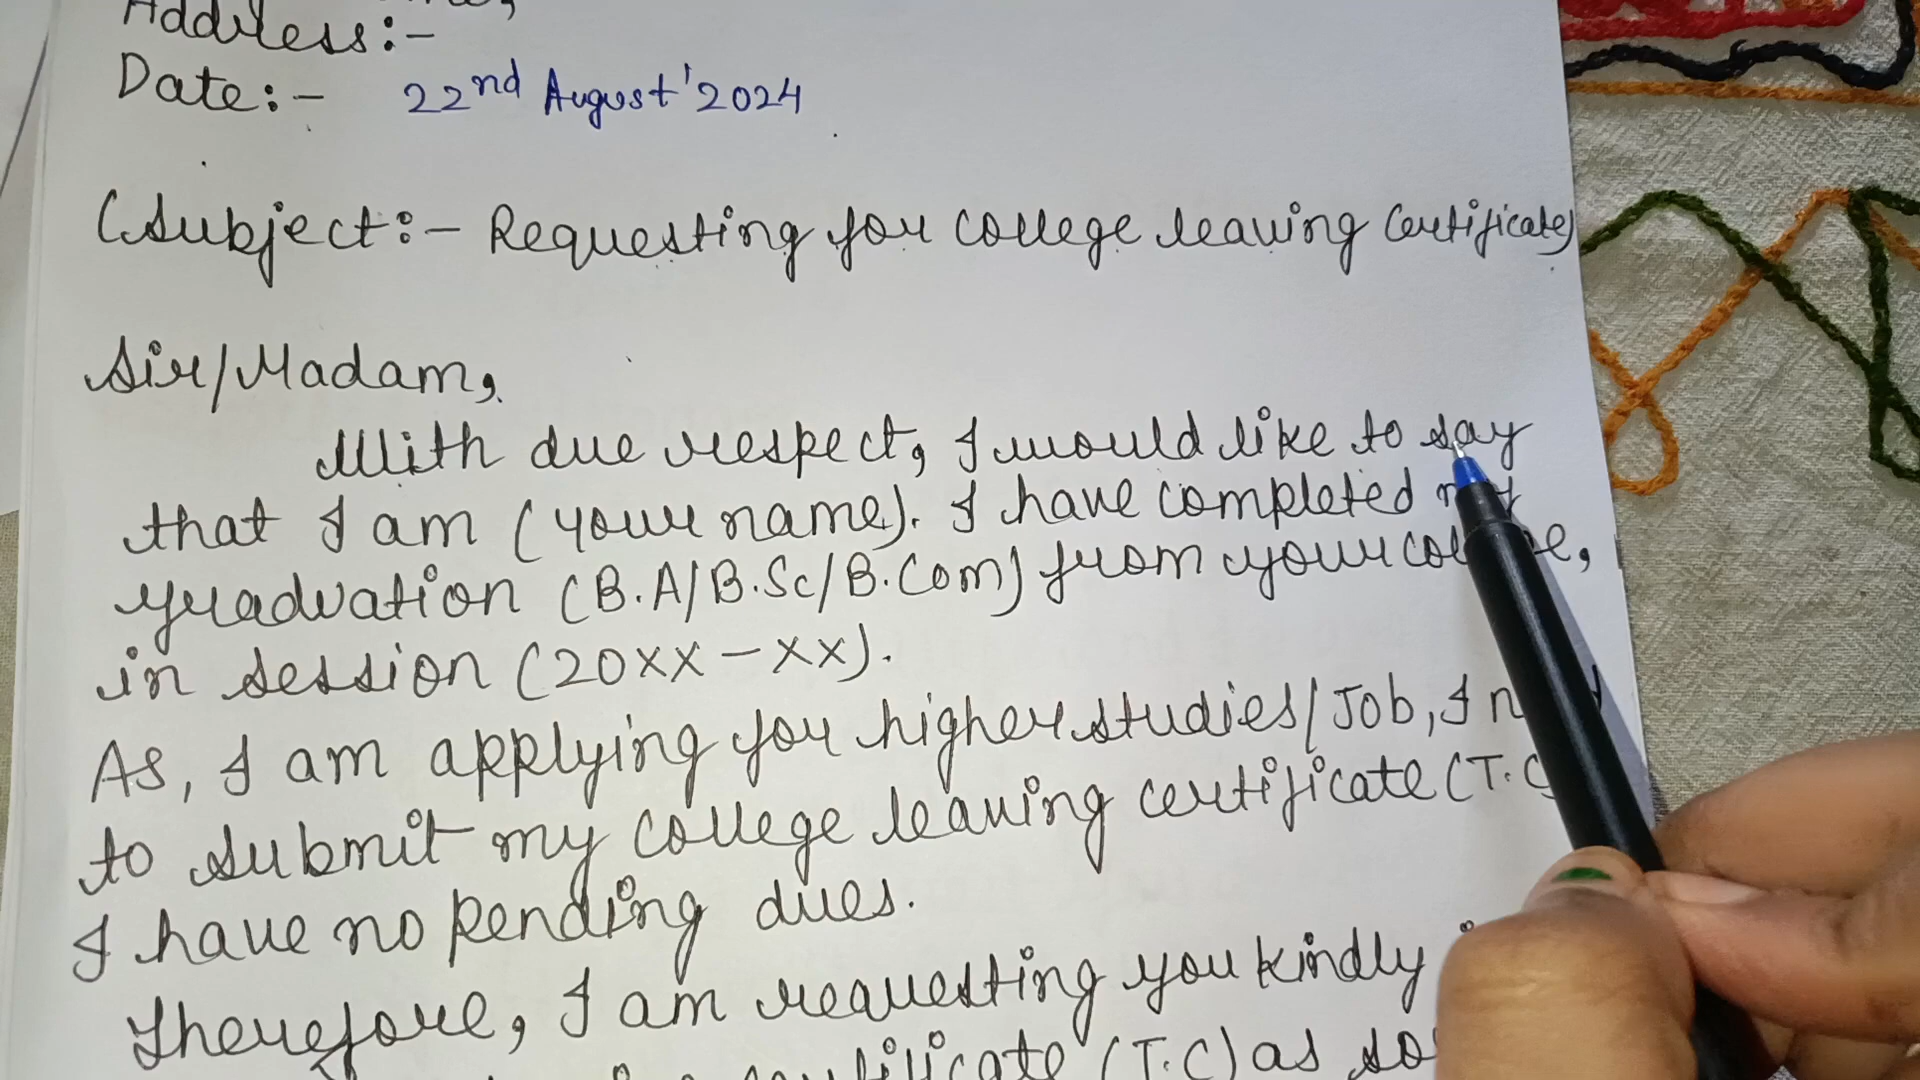 Address:-
Date:- 22nd August'2024
(Subject:- Requesting for college leaving Certificate)
Sir/Madam,
With due respect, I would like to say
that I am (your name). I have completed
graduation (B.A/B.Sc/B.Com) from your
in session (20xx-xx).
As, I am applying for higher studies/Job, I
to submit my college leaving certificate (T.C
I have no pending dues.
Therefore, I am requesting you kindly
(T.C) as